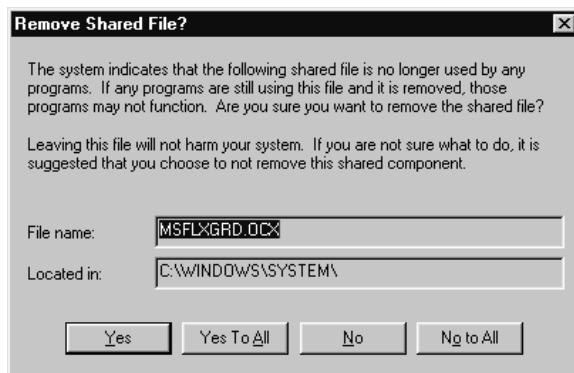 Remove Shared File?
The system indicates that the following shared file is no longer used by any
programs. If any programs are still using this file and it is removed, those
programs may not function. Are you sure you want to remove the shared file?
Leaving this file will not harm your system. If you are not sure what to do, it is
suggested that you choose to not remove this shared component.
File name: MSFLXGRD.OCX
Located in: C:\WINDOWS\SYSTEM\
Yes Yes To All No No to All